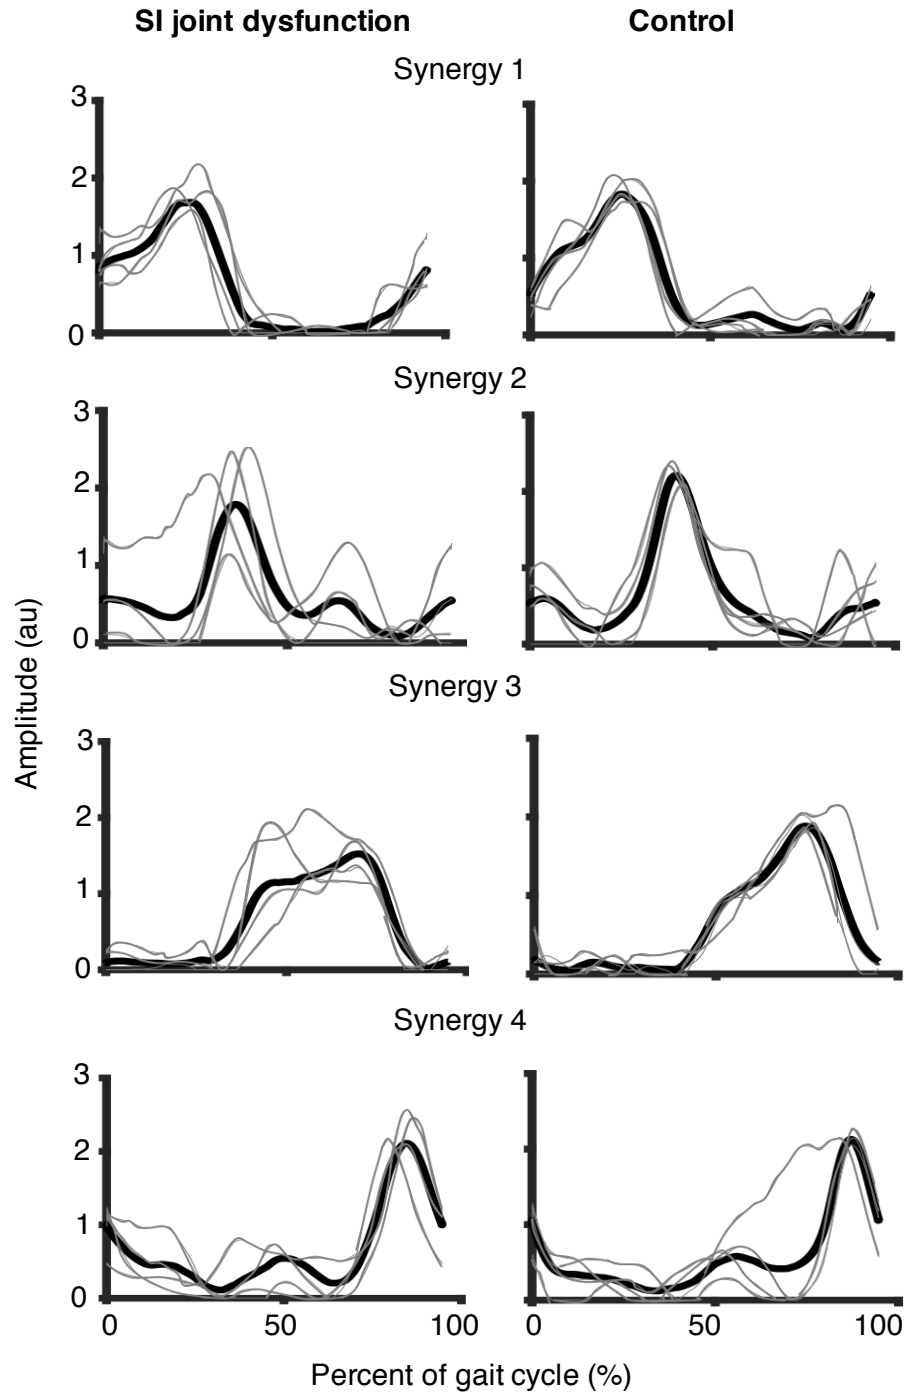 SI joint dysfunction
Control
Synergy 1
3
2
1
0
Synergy 2
3
2
1
0
Synergy 3
3
2
1
0
Synergy 4
3
2
1
0
Amplitude (au)
0
50
100
0
50
100
Percent of gait cycle (%)